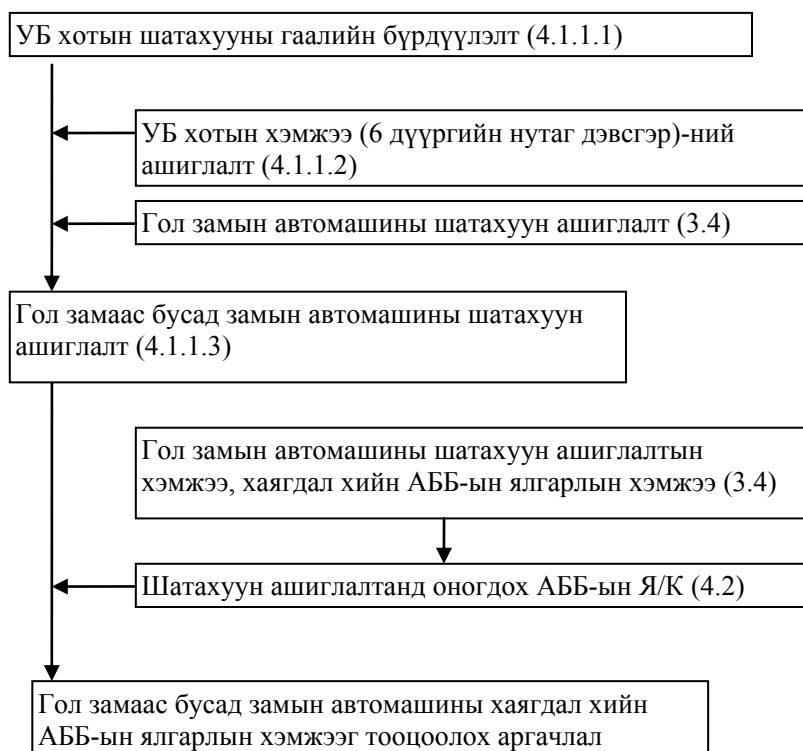 УБ хотын шатахууны гаалийн бүрдүүлэлт (4.1.1.1)
УБ хотын хэмжээ (6 дүүргийн нутаг дэвсгэр)-ний
ашиглалт (4.1.1.2)
Гол замын автомашины шатахуун ашиглалт (3.4)
Гол замаас бусад замын автомашины шатахуун
ашиглалт (4.1.1.3)
Гол замын автомашины шатахуун ашиглалтын
хэмжээ, хаягдал хийн АББ-ын ялгарлын хэмжээ (3.4)
Шатахуун ашиглалтанд оногдох АББ-ын Я/К (4.2)
Гол замаас бусад замын автомашины хаягдал хийн
АББ-ын ялгарлын хэмжээг тооцоолох аргачлал